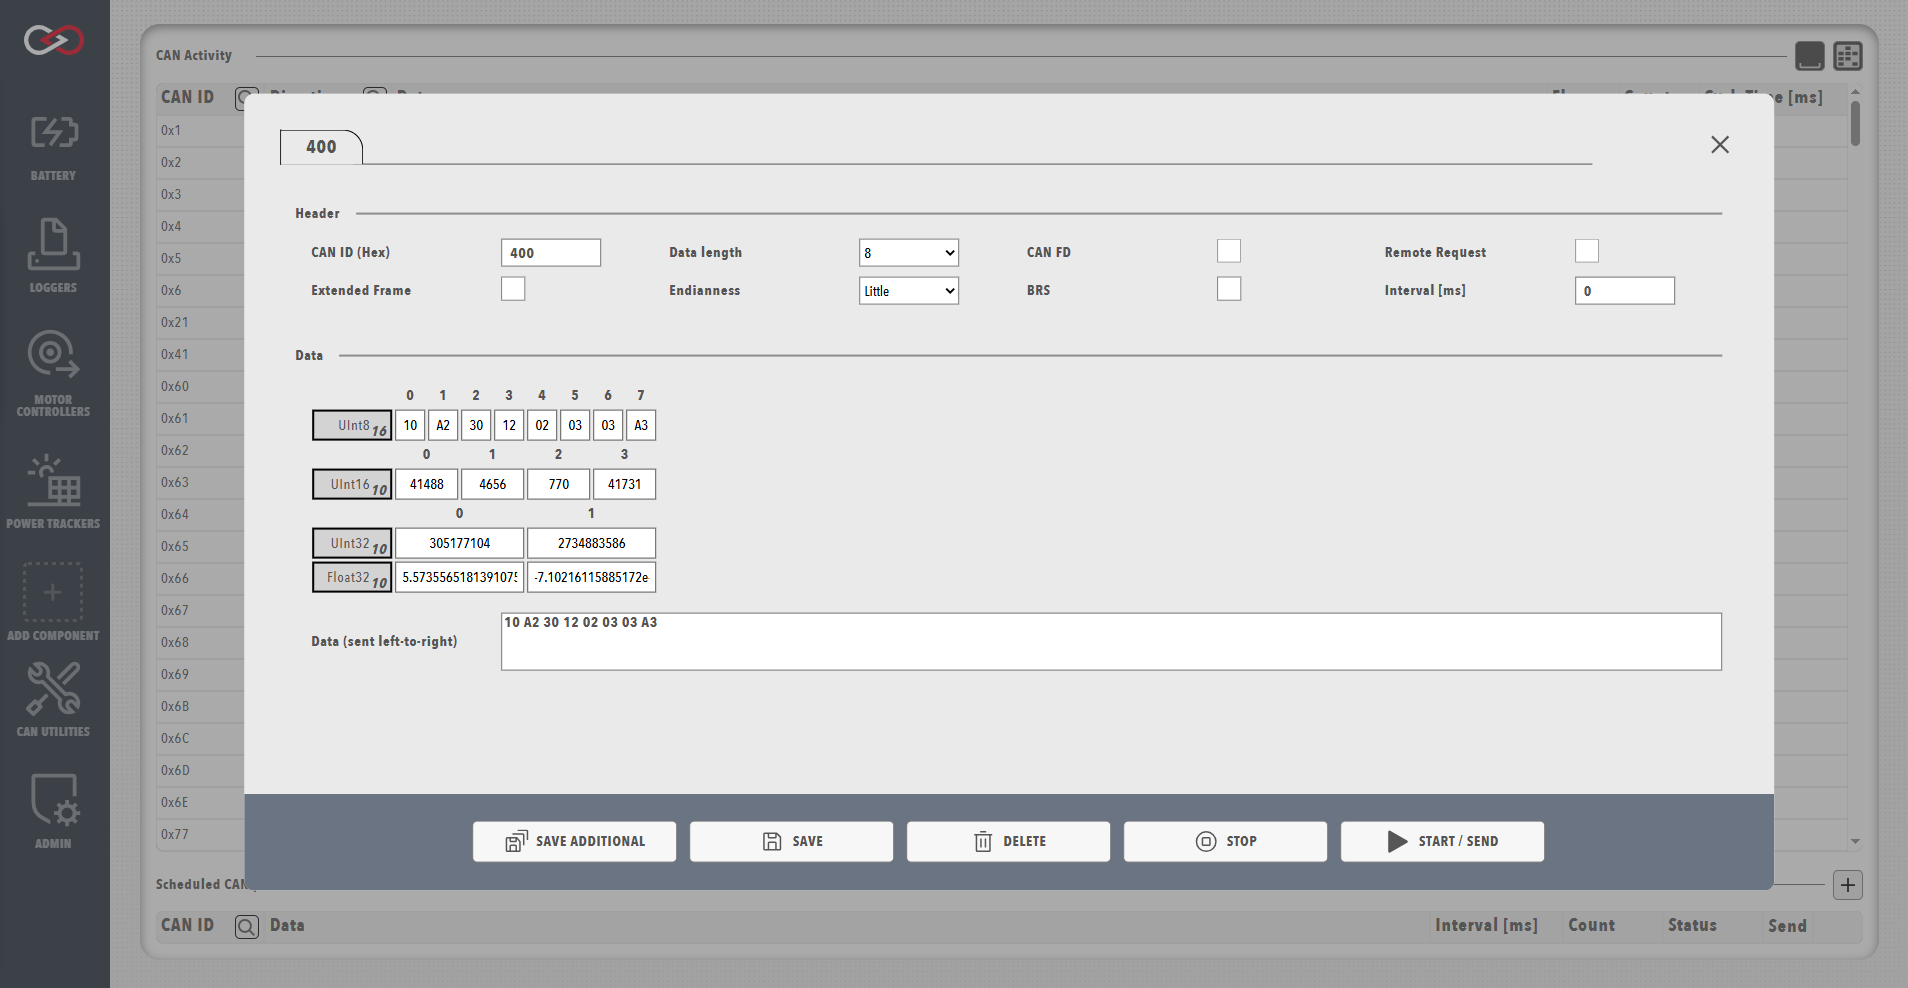 CAN Activity
CAN ID
e [ms]
0x1
0x2
0x3
0x4
0x5
0x6
0x21
0x41
0x60
0x61
0x62
0x63
0x64
0x65
0x66
0x67
0x68
0x69
0x6B
0x6C
0x6D
0x6E
0x77
BATTERY
LOGGERS
MOTOR
CONTROLLERS
POWER TRACKERS
ADD COMPONENT
CAN UTILITIES
ADMIN
400
Header
CAN ID (Hex) 400 Data length 8 CAN FD Remote Request
Extended Frame Endianness Little BRS Interval [ms] 0
Data
0 1 2 3 4 5 6 7
UInt8 16 10 A2 30 12 02 03 03 A3
0 1 2 3
UInt16 10 41488 4656 770 41731
0 1
UInt32 10 305177104 2734883586
Float32 10 5.573556518139107 -7.10216115885172e
Data (sent left-to-right) 10 A2 30 12 02 03 03 A3
SAVE ADDITIONAL SAVE DELETE STOP START / SEND
Scheduled CAN
CAN ID Data Interval [ms] Count Status Send